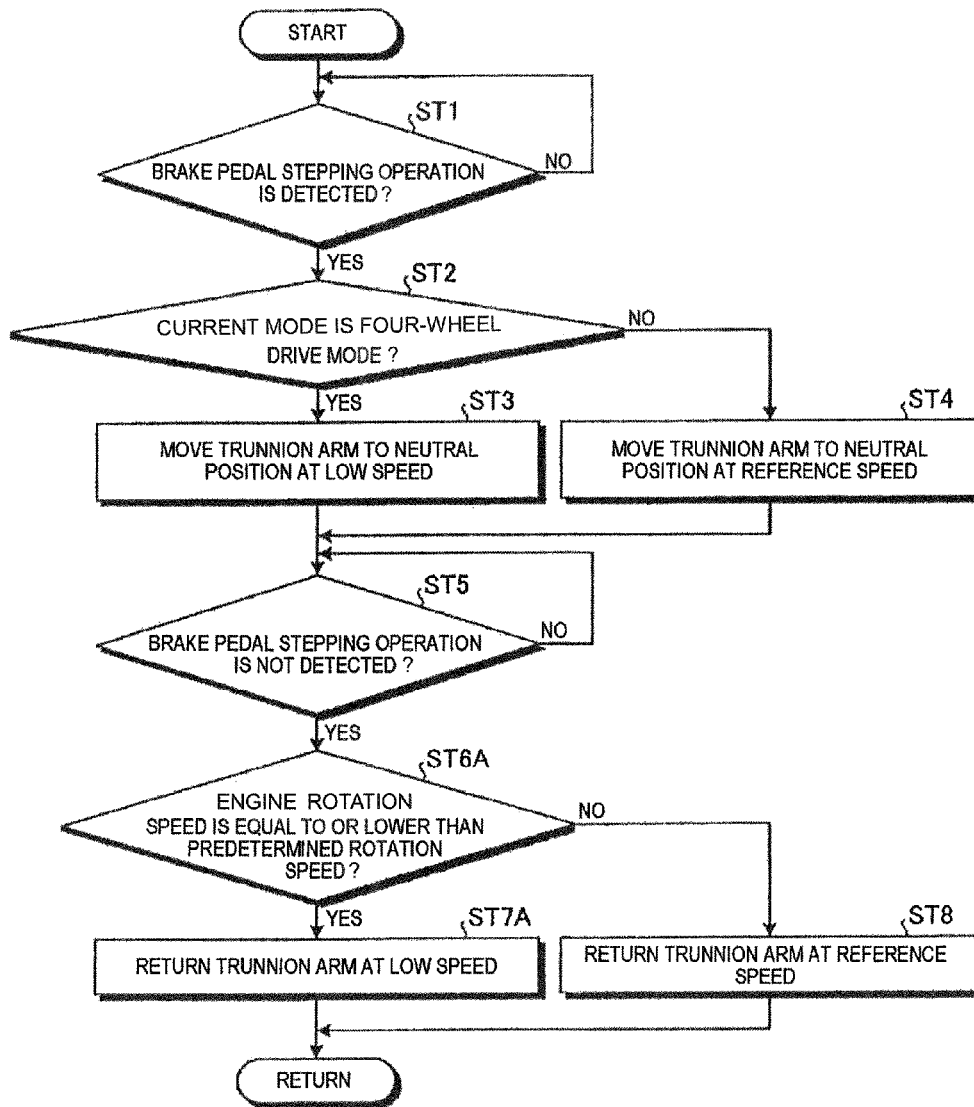 START
ST1
BRAKE PEDAL STEPPING OPERATION
IS DETECTED ?
NO
YES
ST2
CURRENT MODE IS FOUR-WHEEL
DRIVE MODE ?
NO
YES
ST3
MOVE TRUNNION ARM TO NEUTRAL
POSITION AT LOW SPEED
ST4
MOVE TRUNNION ARM TO NEUTRAL
POSITION AT REFERENCE SPEED
ST5
BRAKE PEDAL STEPPING OPERATION
IS NOT DETECTED ?
NO
YES
ST6A
ENGINE ROTATION
SPEED IS EQUAL TO OR LOWER THAN
PREDETERMINED ROTATION
SPEED ?
NO
YES
ST7A
RETURN TRUNNION ARM AT LOW SPEED
ST8
RETURN TRUNNION ARM AT REFERENCE
SPEED
RETURN